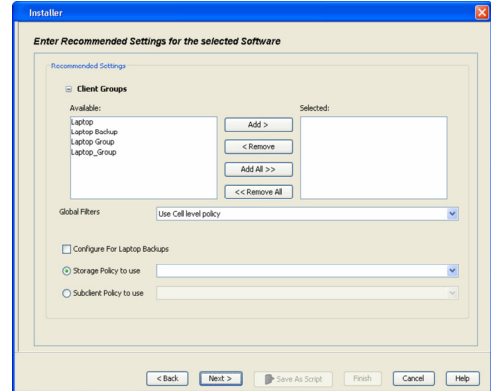 Installer
Enter Recommended Settings for the selected Software
Recommended Settings
Client Groups
Available:
Selected:
Laptop
Laptop Backup
Laptop Group
Laptop_Group
Add >
< Remove
Add All >>
<< Remove All
Global Filters
Use Cell level policy
Configure For Laptop Backups
Storage Policy to use
Subclient Policy to use
< Back
Next >
Save As Script
Finish
Cancel
Help